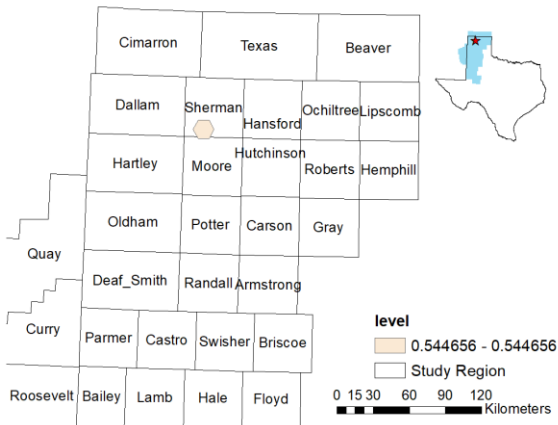 Cimarron Texas Beaver
Dallam Sherman Hansford Ochiltree Lipscomb
Hartley Moore Hutchinson Roberts Hemphill
Oldham Potter Carson Gray
Quay
Deaf_Smith Randall Armstrong
Curry Parmer Castro Swisher Briscoe
Roosevelt Bailey Lamb Hale Floyd
level
0.544656 - 0.544656
Study Region
0 15 30 60 90 120
Kilometers